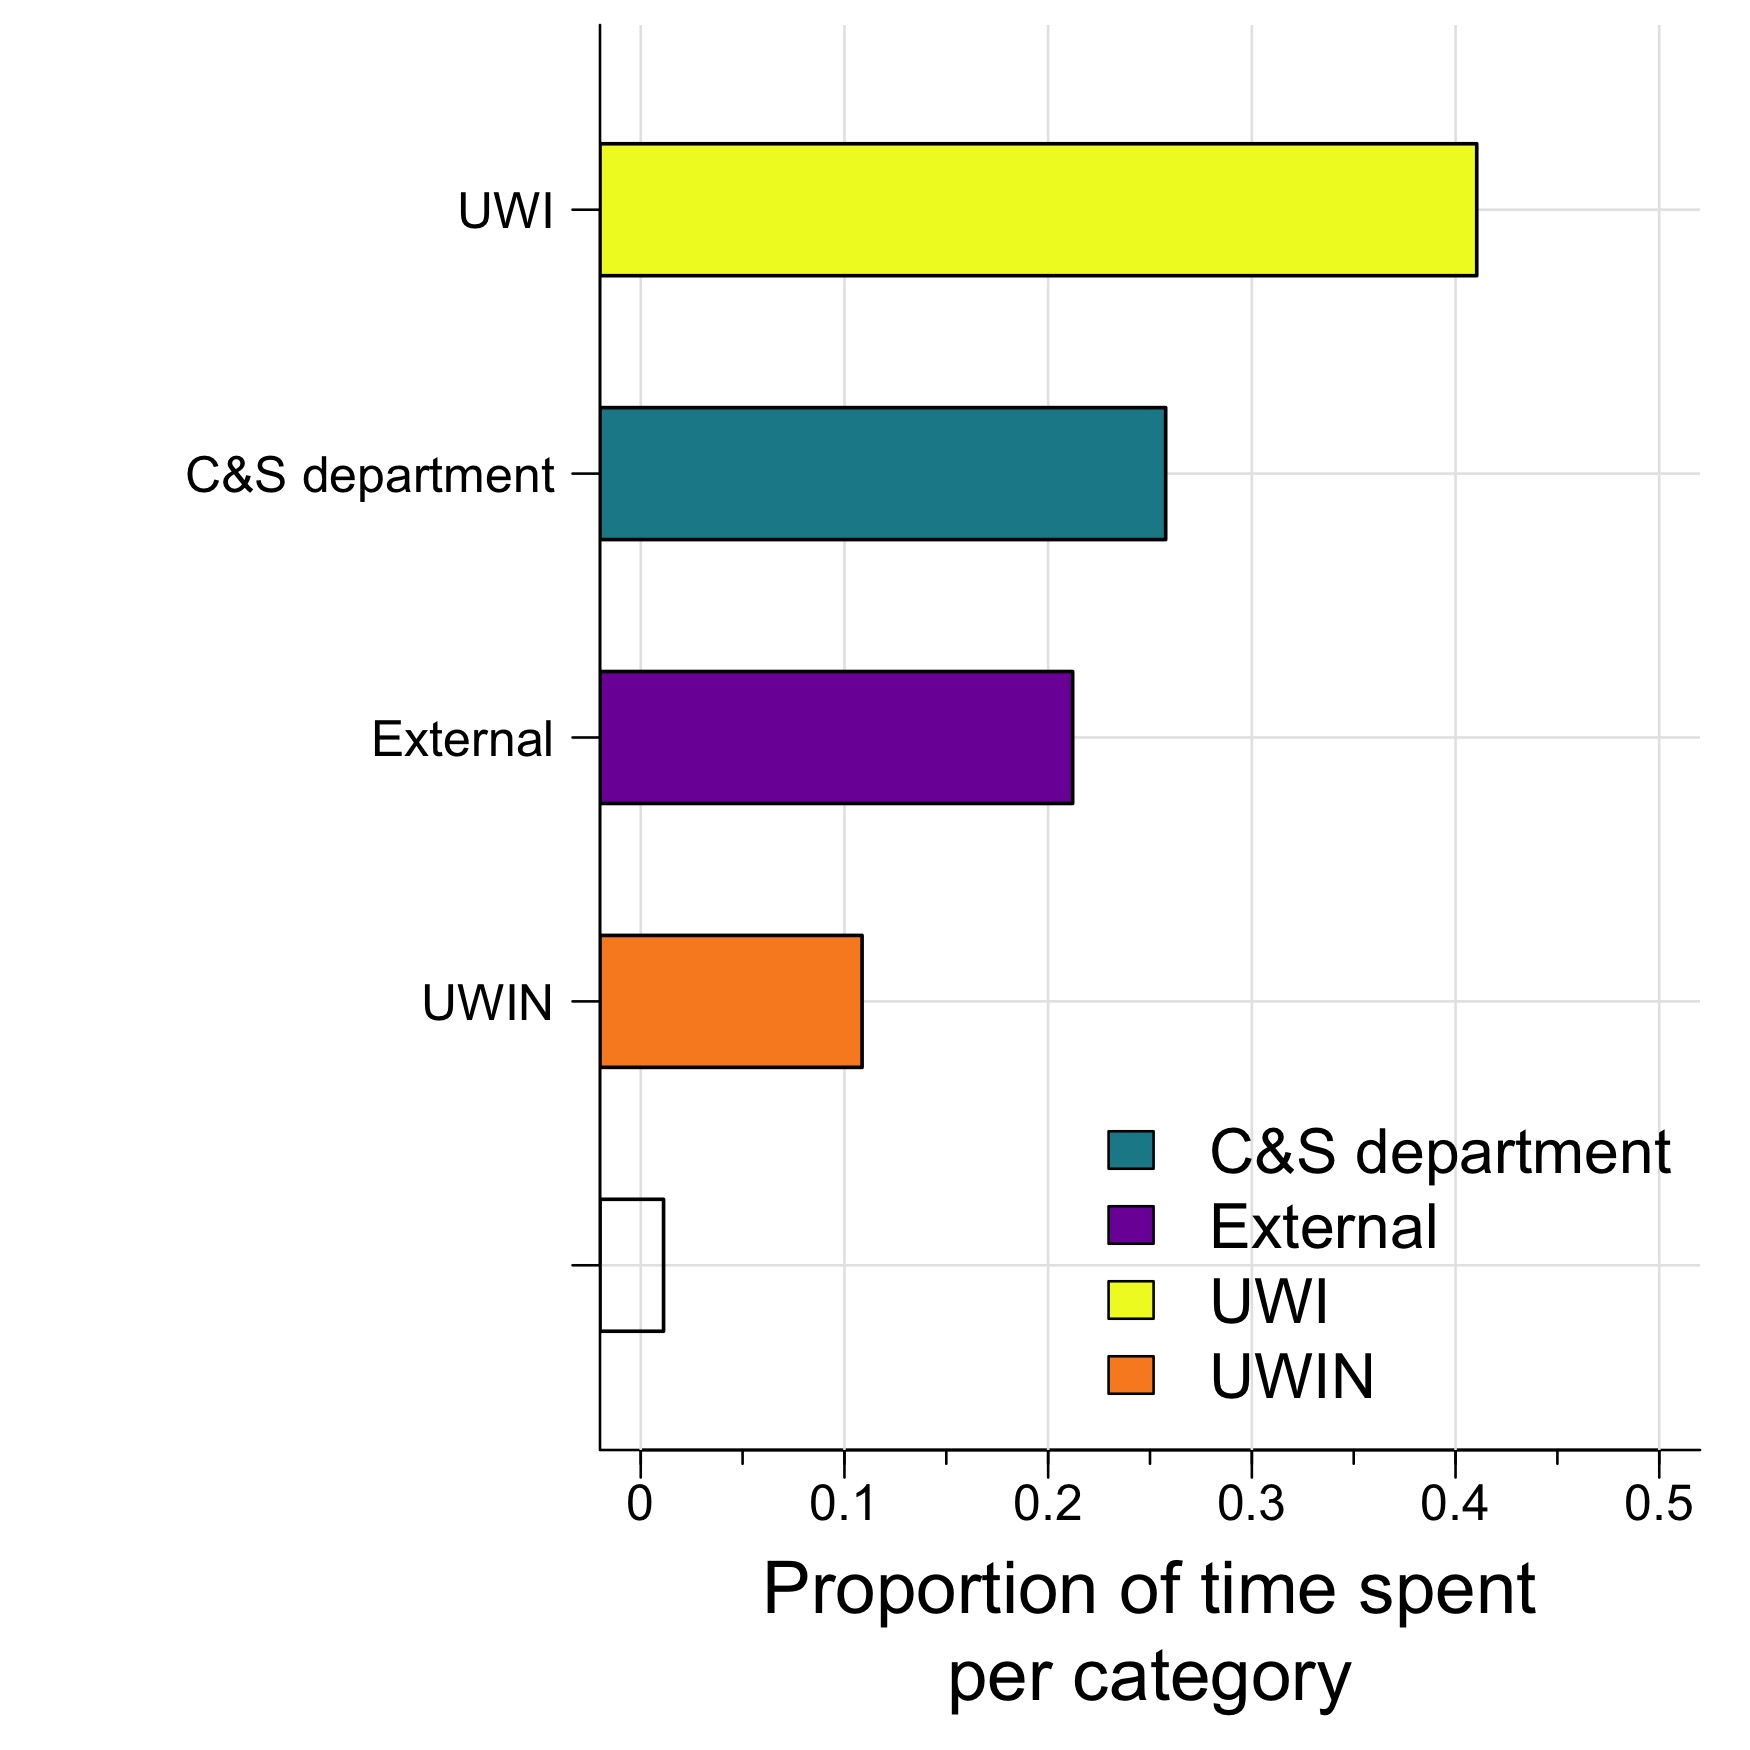 UWI
C&S department
External
UWIN
C&S department
External
UWI
UWIN
0 0.1 0.2 0.3 0.4 0.5
Proportion of time spent
per category